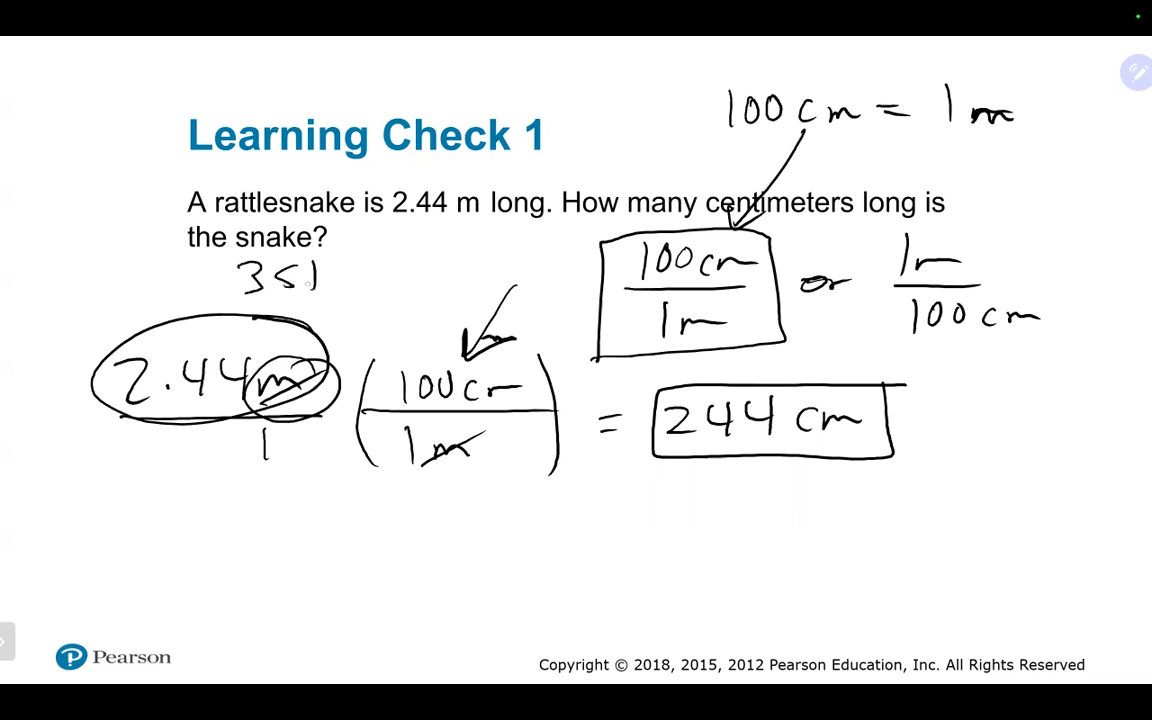 100 cm = 1 m
Learning Check 1
A rattlesnake is 2.44 m long. How many centimeters long is
the snake?
3 s.f
100 cm / 1 m or 1 m / 100 cm
2.44 m / 1 (100 cm / 1 m) = 244 cm
Pearson
Copyright © 2018, 2015, 2012 Pearson Education, Inc. All Rights Reserved